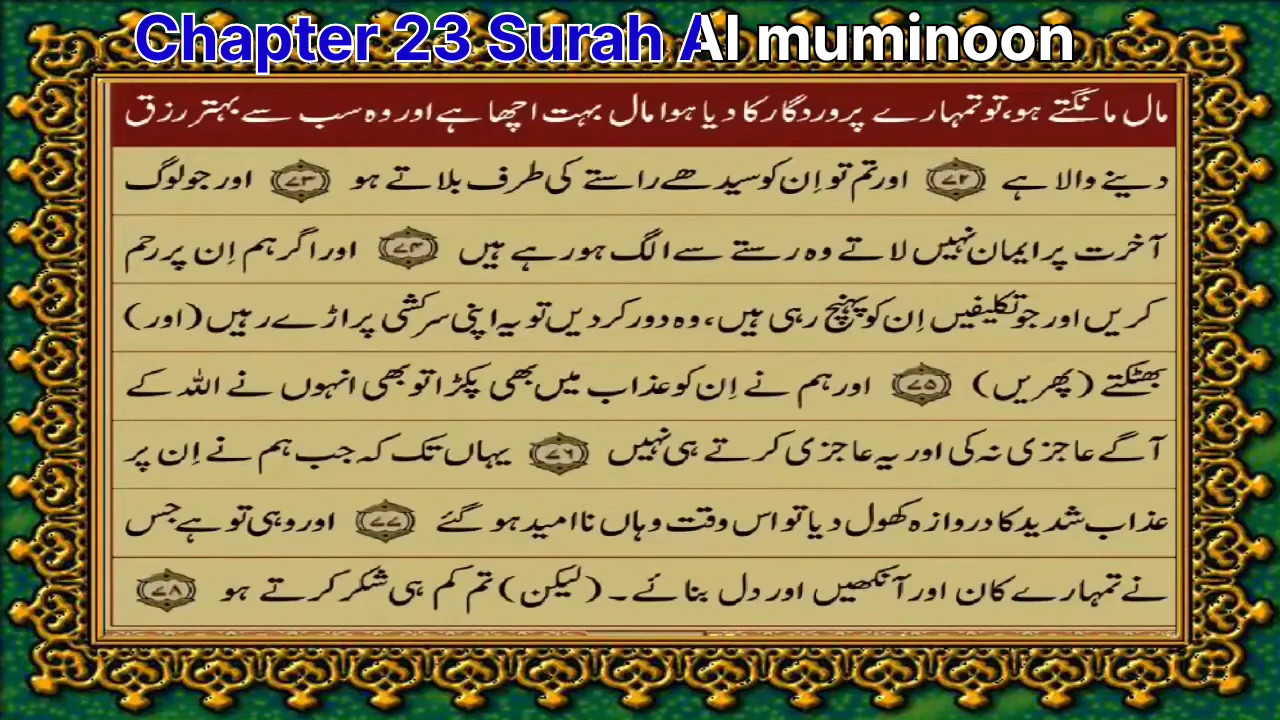 Chapter 23 Surah Al muminoon
مال مانگتے ہو، تو تمہارے پروردگار کا دیا ہوا مال بہت اچھا ہے اور وہ سب سے بہتر رزق
دینے والا ہے ۷۲ اور تم تو اِن کو سیدھے راستے کی طرف بلاتے ہو ۷۳ اور جو لوگ
آخرت پر ایمان نہیں لاتے وہ رستے سے الگ ہو رہے ہیں ۷۴ اور اگر ہم اِن پر رحم
کریں اور جو تکلیفیں اِن کو پہنچ رہی ہیں، وہ دور کردیں تو یہ اپنی سرکشی پر اڑے رہیں (اور)
بھٹکتے (پھریں) ۷۵ اور ہم نے اِن کو عذاب میں بھی پکڑا تو بھی انہوں نے اللہ کے
آگے عاجزی نہ کی اور یہ عاجزی کرتے ہی نہیں ۷۶ یہاں تک کہ جب ہم نے اِن پر
عذاب شدید کا دروازہ کھول دیا تو اس وقت وہاں ناامید ہو گئے ۷۷ اور وہی تو ہے جس
نے تمہارے کان اور آنکھیں اور دل بنائے۔ (لیکن) تم کم ہی شکر کرتے ہو ۷۸